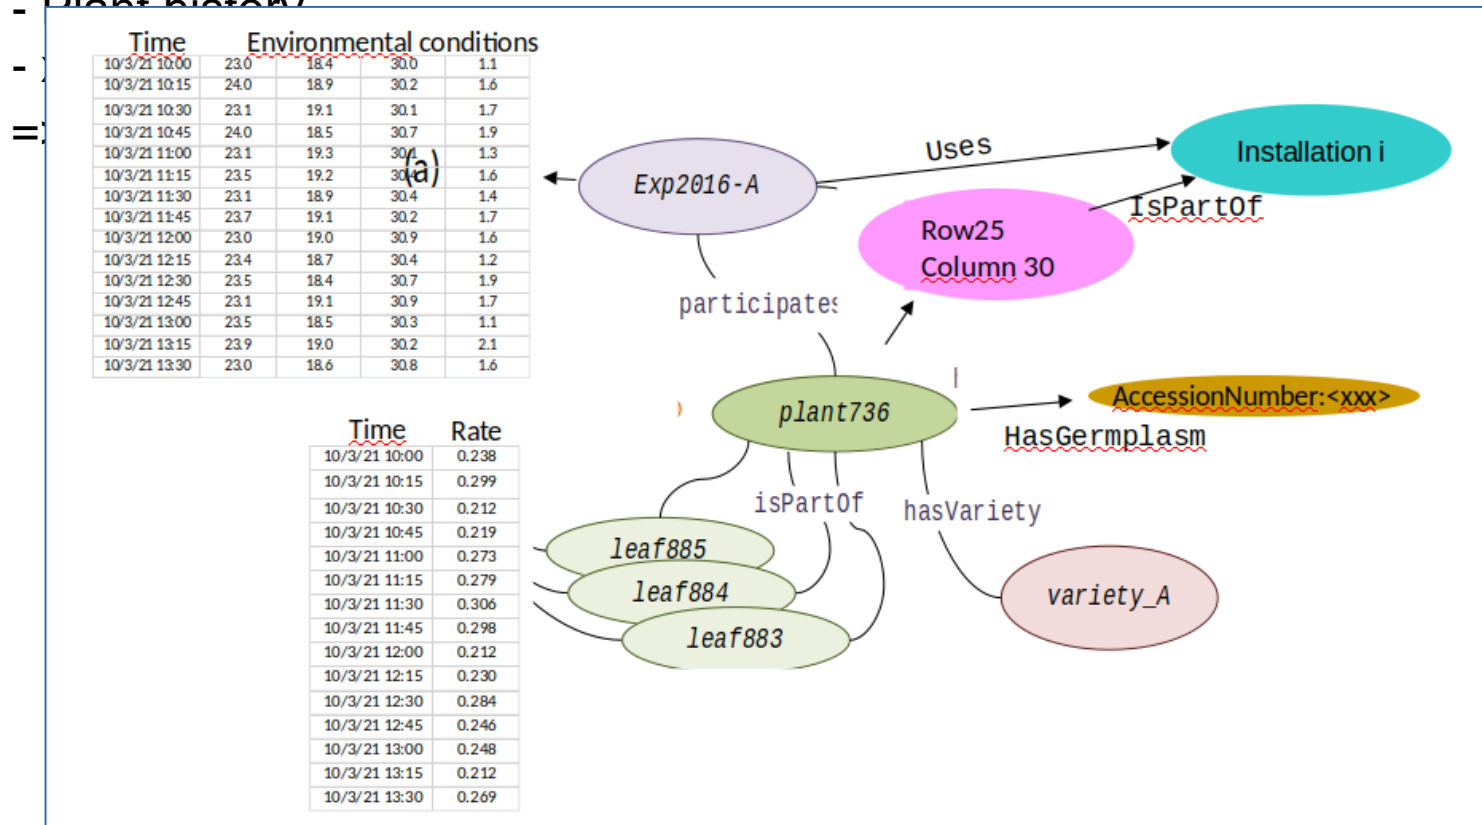 - Plant history
-
=>
Time Environmental conditions
10/3/21 10:00 23.0 18.4 30.0 1.1
10/3/21 10:15 24.0 18.9 30.2 1.6
10/3/21 10:30 23.1 19.1 30.1 1.7
10/3/21 10:45 24.0 18.5 30.7 1.9
10/3/21 11:00 23.1 19.3 30.1 1.3
10/3/21 11:15 23.5 19.2 30.4 1.6
10/3/21 11:30 23.1 18.9 30.4 1.4
10/3/21 11:45 23.7 19.1 30.2 1.7
10/3/21 12:00 23.0 19.0 30.9 1.6
10/3/21 12:15 23.4 18.7 30.4 1.2
10/3/21 12:30 23.5 18.4 30.7 1.9
10/3/21 12:45 23.1 19.1 30.9 1.7
10/3/21 13:00 23.5 18.5 30.3 1.1
10/3/21 13:15 23.9 19.0 30.2 2.1
10/3/21 13:30 23.0 18.6 30.8 1.6
(a)
Exp2016-A
Uses
Installation i
IsPartOf
Row25
Column 30
participates
plant736
AccessionNumber:<xxx>
HasGermplasm
isPartOf
hasVariety
leaf885
leaf884
leaf883
variety_A
Time Rate
10/3/21 10:00 0.238
10/3/21 10:15 0.299
10/3/21 10:30 0.212
10/3/21 10:45 0.219
10/3/21 11:00 0.273
10/3/21 11:15 0.279
10/3/21 11:30 0.306
10/3/21 11:45 0.298
10/3/21 12:00 0.212
10/3/21 12:15 0.230
10/3/21 12:30 0.284
10/3/21 12:45 0.246
10/3/21 13:00 0.248
10/3/21 13:15 0.212
10/3/21 13:30 0.269